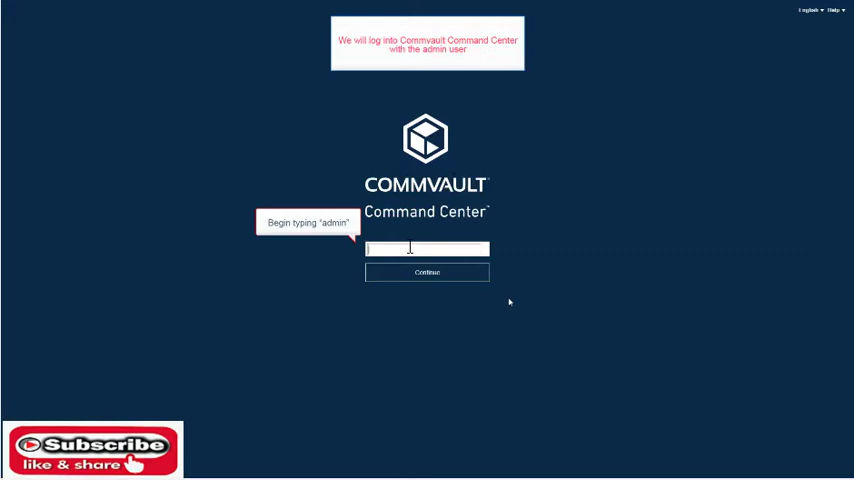 English Help
We will log into Commvault Command Center
with the admin user
COMMVAULT
Command Center™
Begin typing “admin”
Continue
Subscribe
like & share